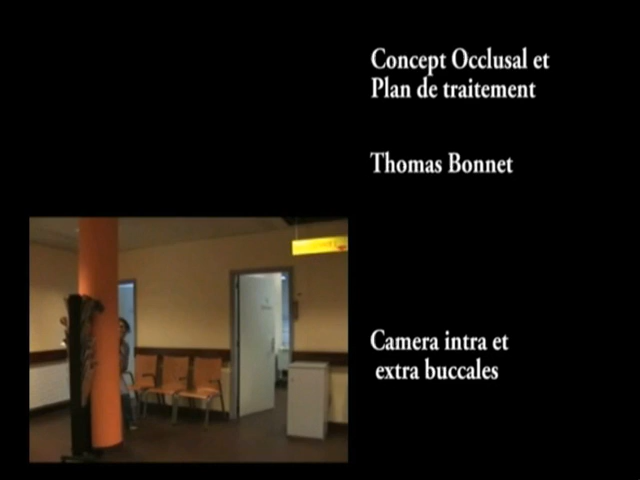 Concept Occlusal et
Plan de traitement
Thomas Bonnet
Camera intra et
extra buccales